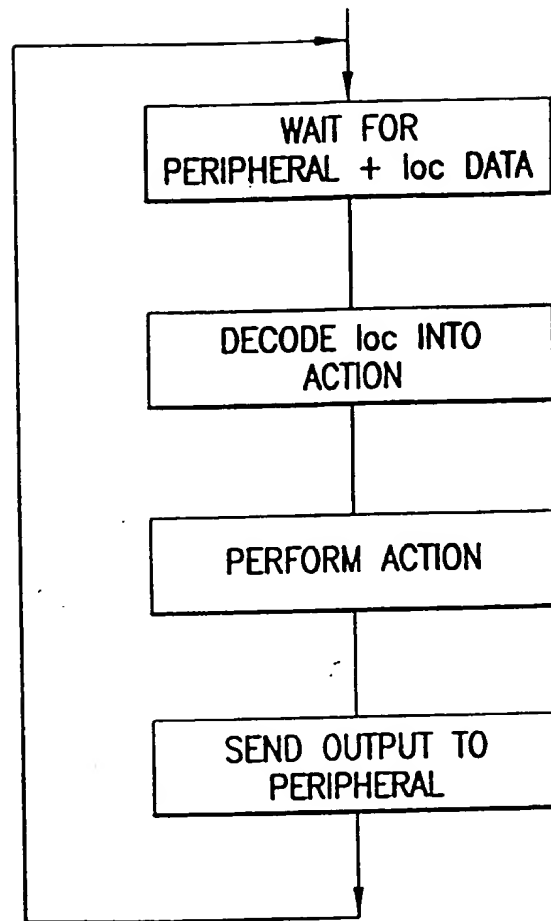 WAIT FOR
PERIPHERAL + loc DATA
DECODE loc INTO
ACTION
PERFORM ACTION
SEND OUTPUT TO
PERIPHERAL